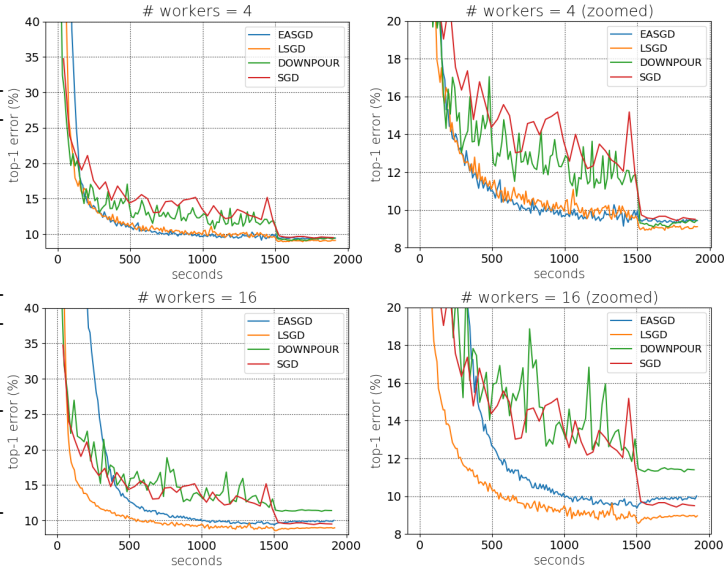 # workers = 4
top-1 error (%)
40
35
30
25
20
15
10
EASGD
LSGD
DOWNPOUR
SGD
0 500 1000 1500 2000
seconds
# workers = 4 (zoomed)
top-1 error (%)
20
18
16
14
12
10
8
EASGD
LSGD
DOWNPOUR
SGD
0 500 1000 1500 2000
seconds
# workers = 16
top-1 error (%)
40
35
30
25
20
15
10
EASGD
LSGD
DOWNPOUR
SGD
0 500 1000 1500 2000
seconds
# workers = 16 (zoomed)
top-1 error (%)
20
18
16
14
12
10
8
EASGD
LSGD
DOWNPOUR
SGD
0 500 1000 1500 2000
seconds